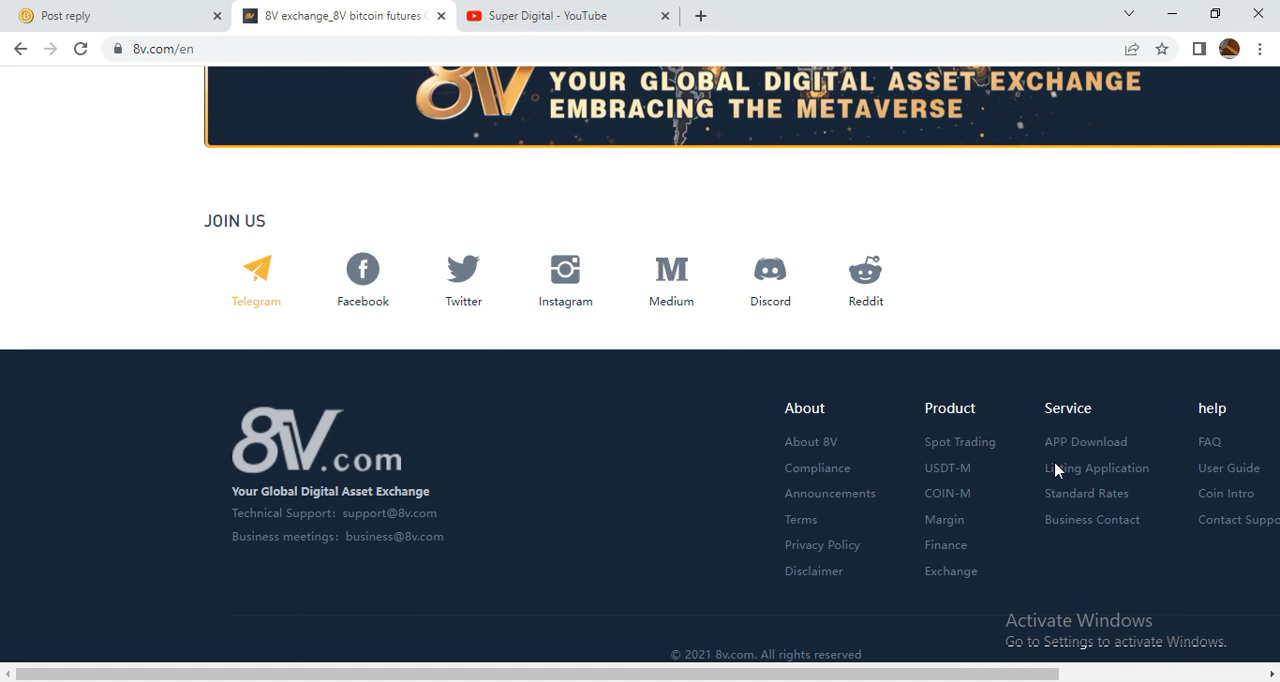 Post reply
8V exchange_8V bitcoin futures
Super Digital - YouTube
8v.com/en
8V YOUR GLOBAL DIGITAL ASSET EXCHANGE
EMBRACING THE METAVERSE
JOIN US
Telegram Facebook Twitter Instagram Medium Discord Reddit
8V.com
Your Global Digital Asset Exchange
Technical Support: support@8v.com
Business meetings: business@8v.com
About
About 8V
Compliance
Announcements
Terms
Privacy Policy
Disclaimer
Product
Spot Trading
USDT-M
COIN-M
Margin
Finance
Exchange
Service
APP Download
Listing Application
Standard Rates
Business Contact
help
FAQ
User Guide
Coin Intro
Contact Suppo
Activate Windows
Go to Settings to activate Windows.
© 2021 8v.com. All rights reserved